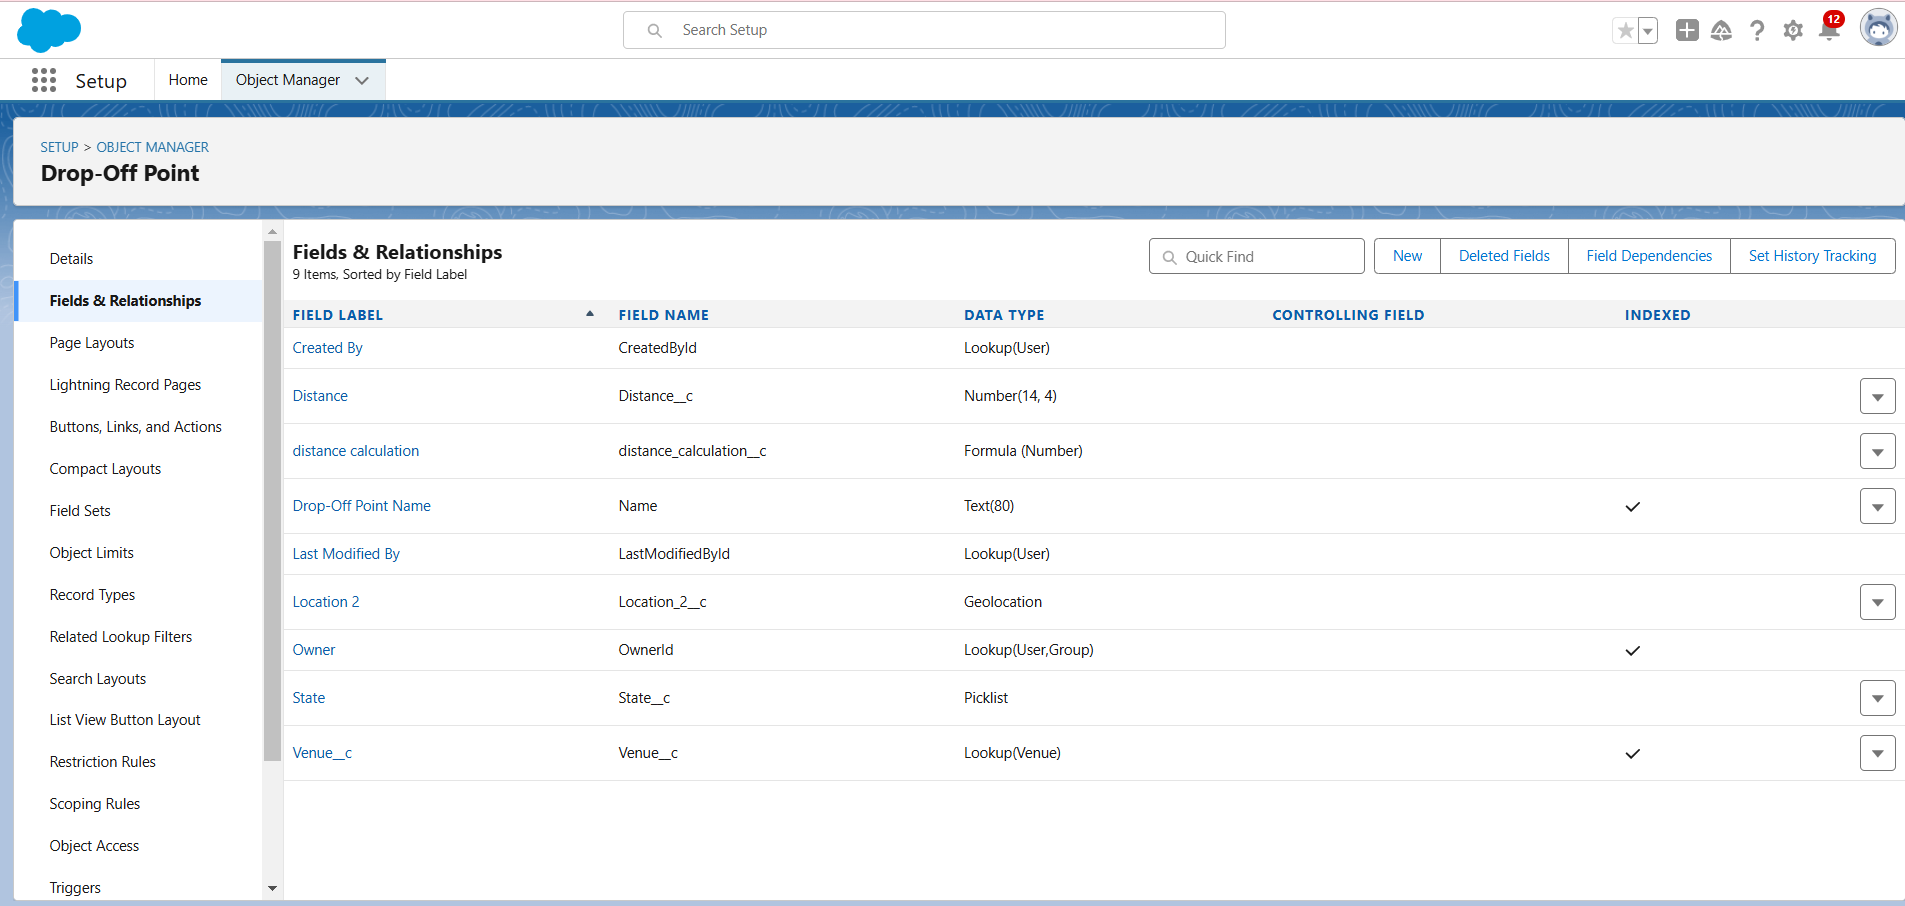 Search Setup
12
Setup
Home
Object Manager
SETUP > OBJECT MANAGER
Drop-Off Point
Details
Fields & Relationships
Page Layouts
Lightning Record Pages
Buttons, Links, and Actions
Compact Layouts
Field Sets
Object Limits
Record Types
Related Lookup Filters
Search Layouts
List View Button Layout
Restriction Rules
Scoping Rules
Object Access
Triggers
Fields & Relationships
9 Items, Sorted by Field Label
Quick Find
New
Deleted Fields
Field Dependencies
Set History Tracking
FIELD LABEL FIELD NAME DATA TYPE CONTROLLING FIELD INDEXED
Created By CreatedById Lookup(User)
Distance Distance__c Number(14, 4)
distance calculation distance_calculation__c Formula (Number)
Drop-Off Point Name Name Text(80)
Last Modified By LastModifiedById Lookup(User)
Location 2 Location_2__c Geolocation
Owner OwnerId Lookup(User,Group)
State State__c Picklist
Venue__c Venue__c Lookup(Venue)